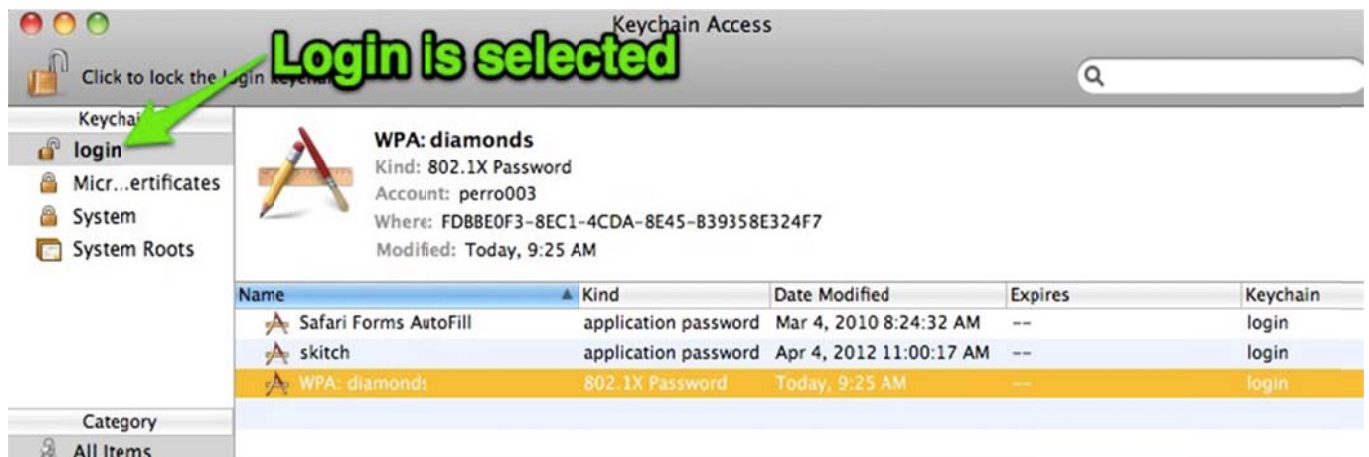 Keychain Access
Login is selected
Click to lock the login keychain
Keychains
login
Micr...ertificates
System
System Roots
WPA: diamonds
Kind: 802.1X Password
Account: perro003
Where: FDBBE0F3-8EC1-4CDA-8E45-B39358E324F7
Modified: Today, 9:25 AM
Name Kind Date Modified Expires Keychain
Safari Forms AutoFill application password Mar 4, 2010 8:24:32 AM -- login
skitch application password Apr 4, 2012 11:00:17 AM -- login
WPA: diamonds 802.1X Password Today, 9:25 AM -- login
Category
All Items